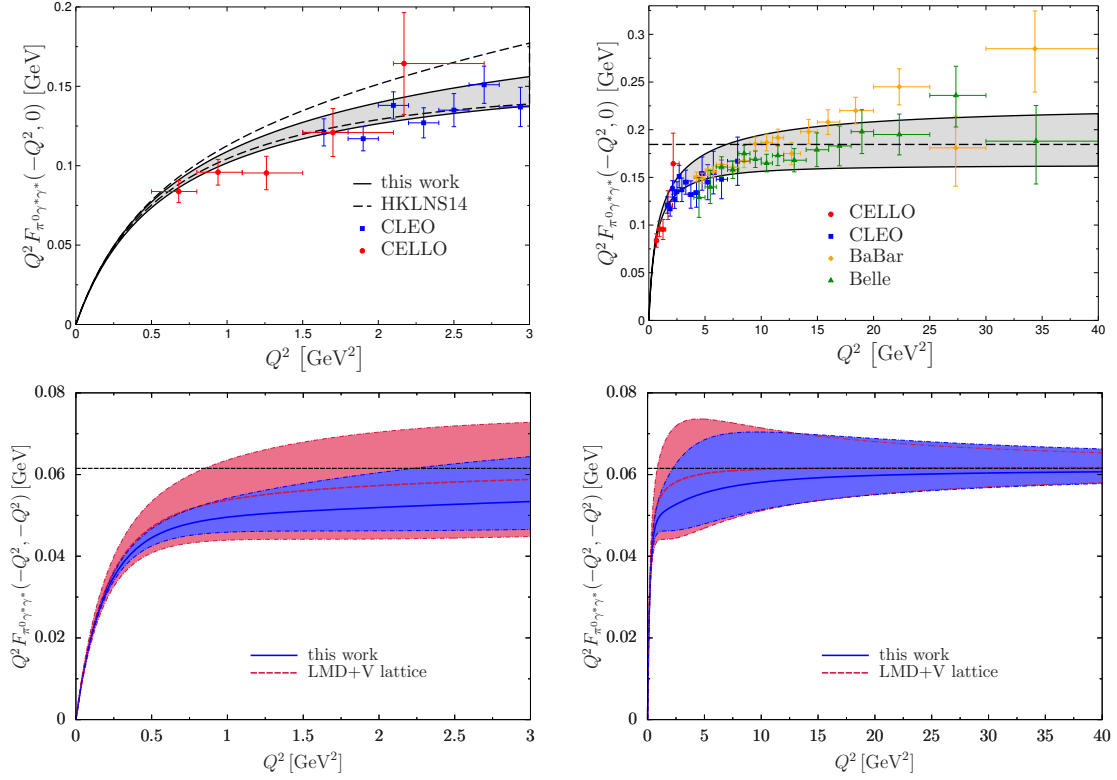 0.2
0.15
0.1
0.05
0
Q²F_{π⁰γ*γ*}(−Q², 0) [GeV]
0 0.5 1 1.5 2 2.5 3
Q² [GeV²]
this work
HKLNS14
CLEO
CELLO
0.3
0.25
0.2
0.15
0.1
0.05
0
Q²F_{π⁰γ*γ*}(−Q², 0) [GeV]
0 5 10 15 20 25 30 35 40
Q² [GeV²]
CELLO
CLEO
BaBar
Belle
0.08
0.06
0.04
0.02
0
Q²F_{π⁰γ*γ*}(−Q², −Q²) [GeV]
0 0.5 1 1.5 2 2.5 3
Q² [GeV²]
this work
LMD+V lattice
0.08
0.06
0.04
0.02
0
Q²F_{π⁰γ*γ*}(−Q², −Q²) [GeV]
0 5 10 15 20 25 30 35 40
Q² [GeV²]
this work
LMD+V lattice